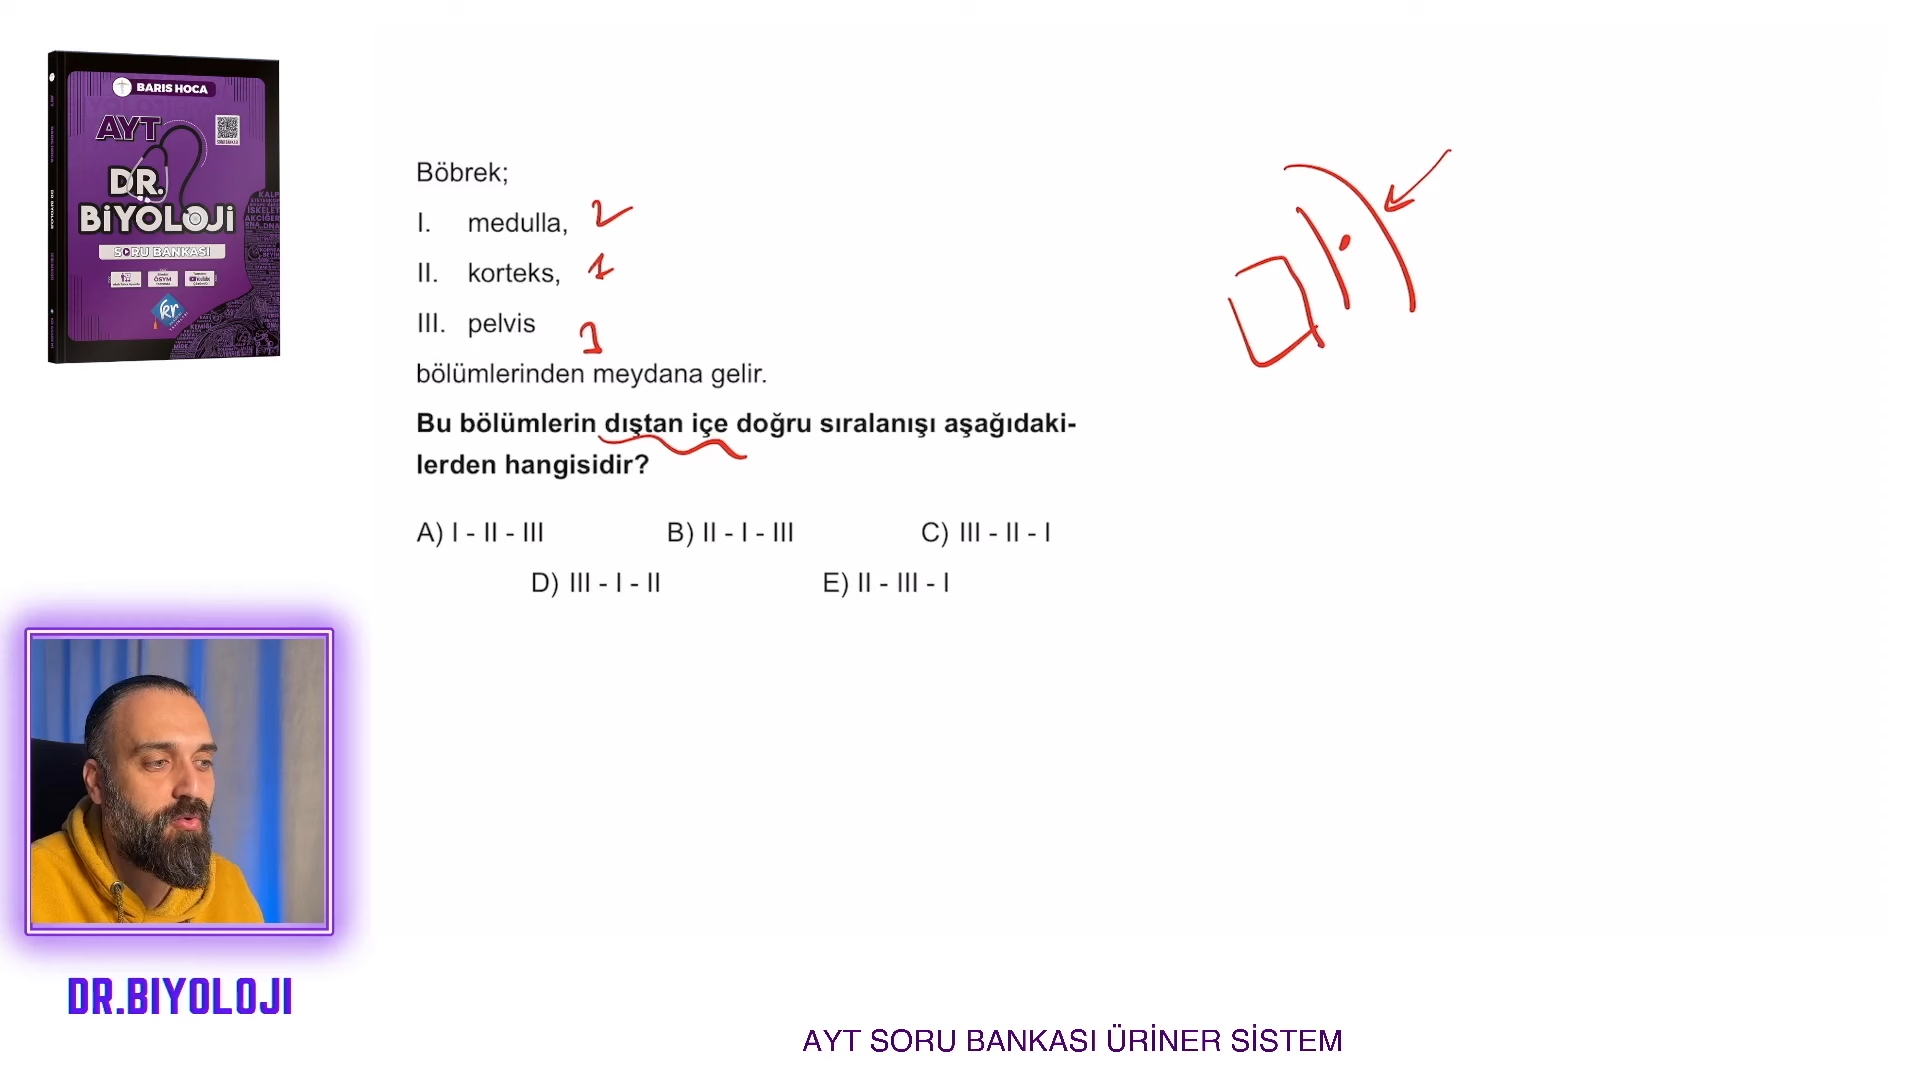 BARIS HOCA
AYT
DR.
BiYOLOJi
SORU BANKASI
Böbrek;
I. medulla, 2
II. korteks, 1
III. pelvis 3
bölümlerinden meydana gelir.
Bu bölümlerin dıştan içe doğru sıralanışı aşağıdaki-
lerden hangisidir?
A) I - II - III B) II - I - III C) III - II - I
D) III - I - II E) II - III - I
DR.BIYOLOJI
AYT SORU BANKASI ÜRİNER SİSTEM